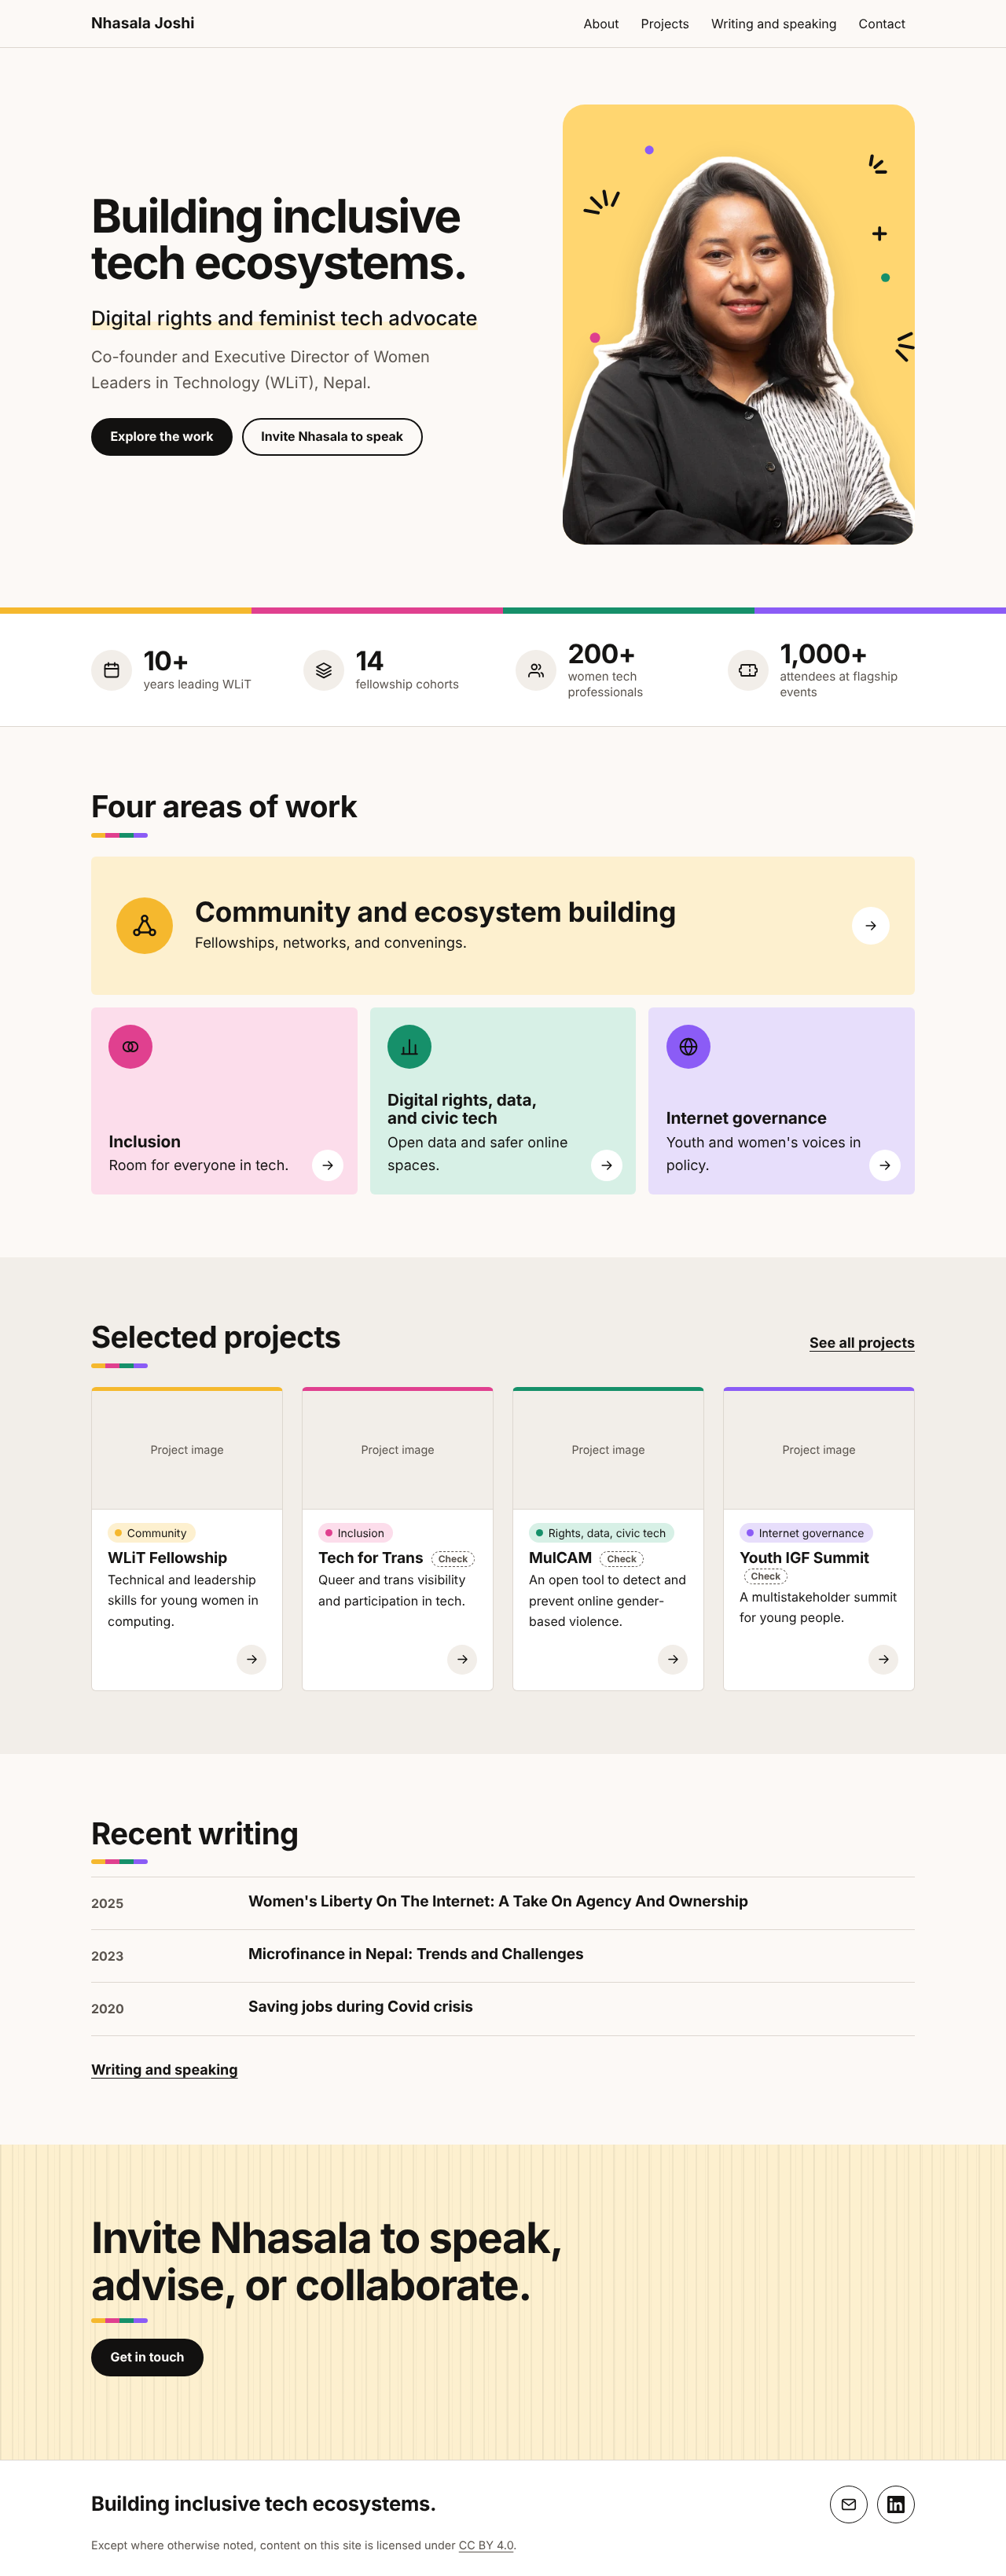 Nhasala Joshi
About Projects Writing and speaking Contact
Building inclusive
tech ecosystems.
Digital rights and feminist tech advocate
Co-founder and Executive Director of Women
Leaders in Technology (WLiT), Nepal.
Explore the work
Invite Nhasala to speak
10+
years leading WLiT
14
fellowship cohorts
200+
women tech
professionals
1,000+
attendees at flagship
events
Four areas of work
Community and ecosystem building
Fellowships, networks, and convenings.
Inclusion
Room for everyone in tech.
Digital rights, data,
and civic tech
Open data and safer online
spaces.
Internet governance
Youth and women's voices in
policy.
Selected projects
See all projects
Project image
Community
WLiT Fellowship
Technical and leadership
skills for young women in
computing.
Project image
Inclusion
Tech for Trans Check
Queer and trans visibility
and participation in tech.
Project image
Rights, data, civic tech
MulCAM Check
An open tool to detect and
prevent online gender-
based violence.
Project image
Internet governance
Youth IGF Summit
Check
A multistakeholder summit
for young people.
Recent writing
2025 Women's Liberty On The Internet: A Take On Agency And Ownership
2023 Microfinance in Nepal: Trends and Challenges
2020 Saving jobs during Covid crisis
Writing and speaking
Invite Nhasala to speak,
advise, or collaborate.
Get in touch
Building inclusive tech ecosystems.
in
Except where otherwise noted, content on this site is licensed under CC BY 4.0.